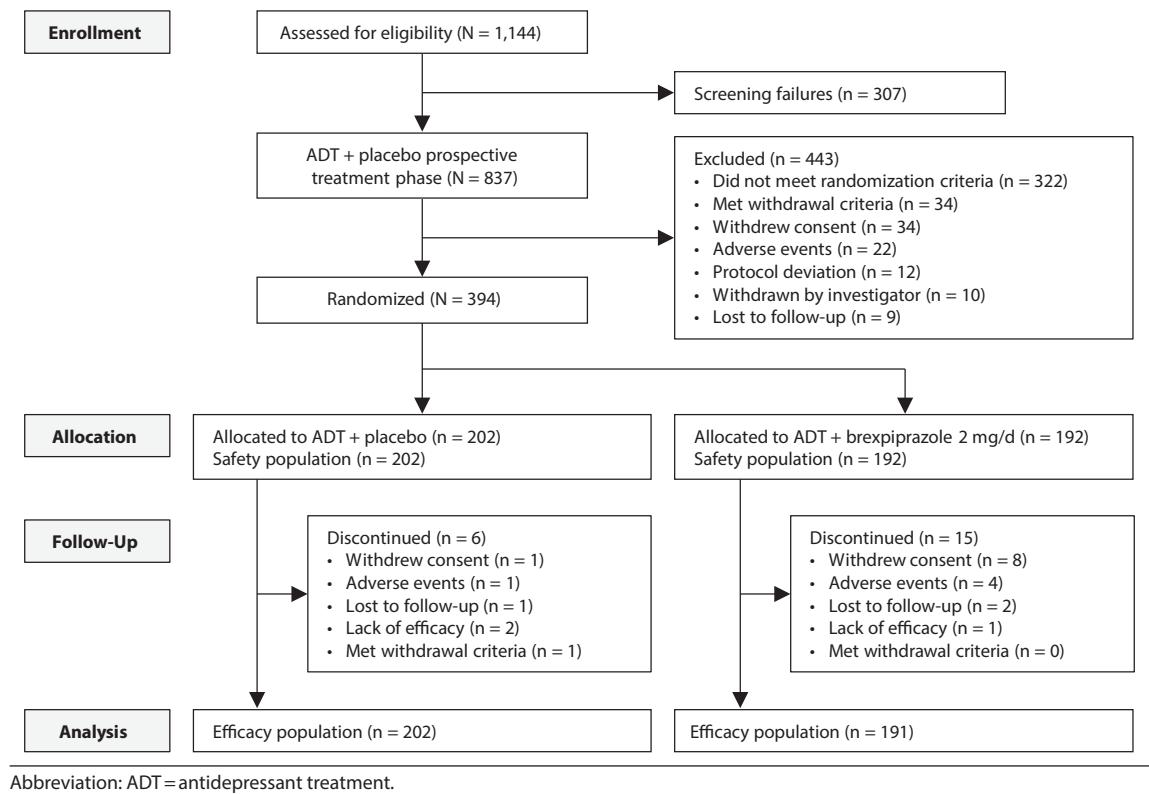 Enrollment
Assessed for eligibility (N = 1,144)
Screening failures (n = 307)
ADT + placebo prospective
treatment phase (N = 837)
Excluded (n = 443)
• Did not meet randomization criteria (n = 322)
• Met withdrawal criteria (n = 34)
• Withdrew consent (n = 34)
• Adverse events (n = 22)
• Protocol deviation (n = 12)
• Withdrawn by investigator (n = 10)
• Lost to follow-up (n = 9)
Randomized (N = 394)
Allocation
Allocated to ADT + placebo (n = 202)
Safety population (n = 202)
Allocated to ADT + brexpiprazole 2 mg/d (n = 192)
Safety population (n = 192)
Follow-Up
Discontinued (n = 6)
• Withdrew consent (n = 1)
• Adverse events (n = 1)
• Lost to follow-up (n = 1)
• Lack of efficacy (n = 2)
• Met withdrawal criteria (n = 1)
Discontinued (n = 15)
• Withdrew consent (n = 8)
• Adverse events (n = 4)
• Lost to follow-up (n = 2)
• Lack of efficacy (n = 1)
• Met withdrawal criteria (n = 0)
Analysis
Efficacy population (n = 202)
Efficacy population (n = 191)
Abbreviation: ADT = antidepressant treatment.